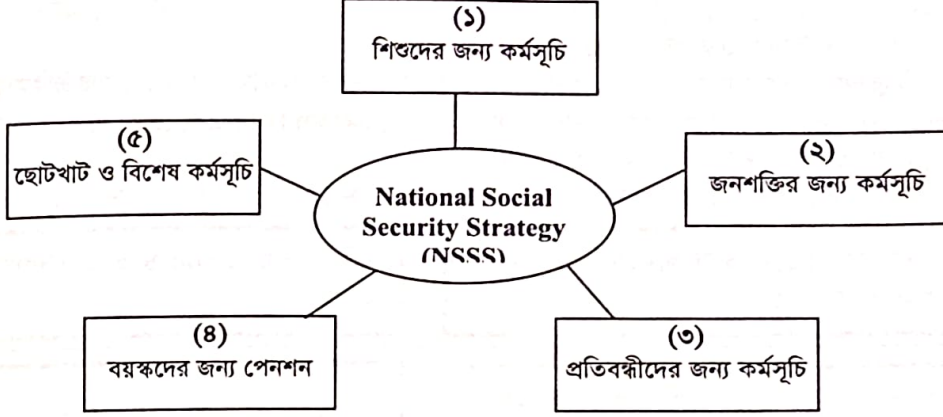 (১)
শিশুদের জন্য কর্মসূচি
(৫)
ছোটখাট ও বিশেষ কর্মসূচি
(২)
জনশক্তির জন্য কর্মসূচি
National Social
Security Strategy
(NSSS)
(৪)
বয়স্কদের জন্য পেনশন
(৩)
প্রতিবন্ধীদের জন্য কর্মসূচি